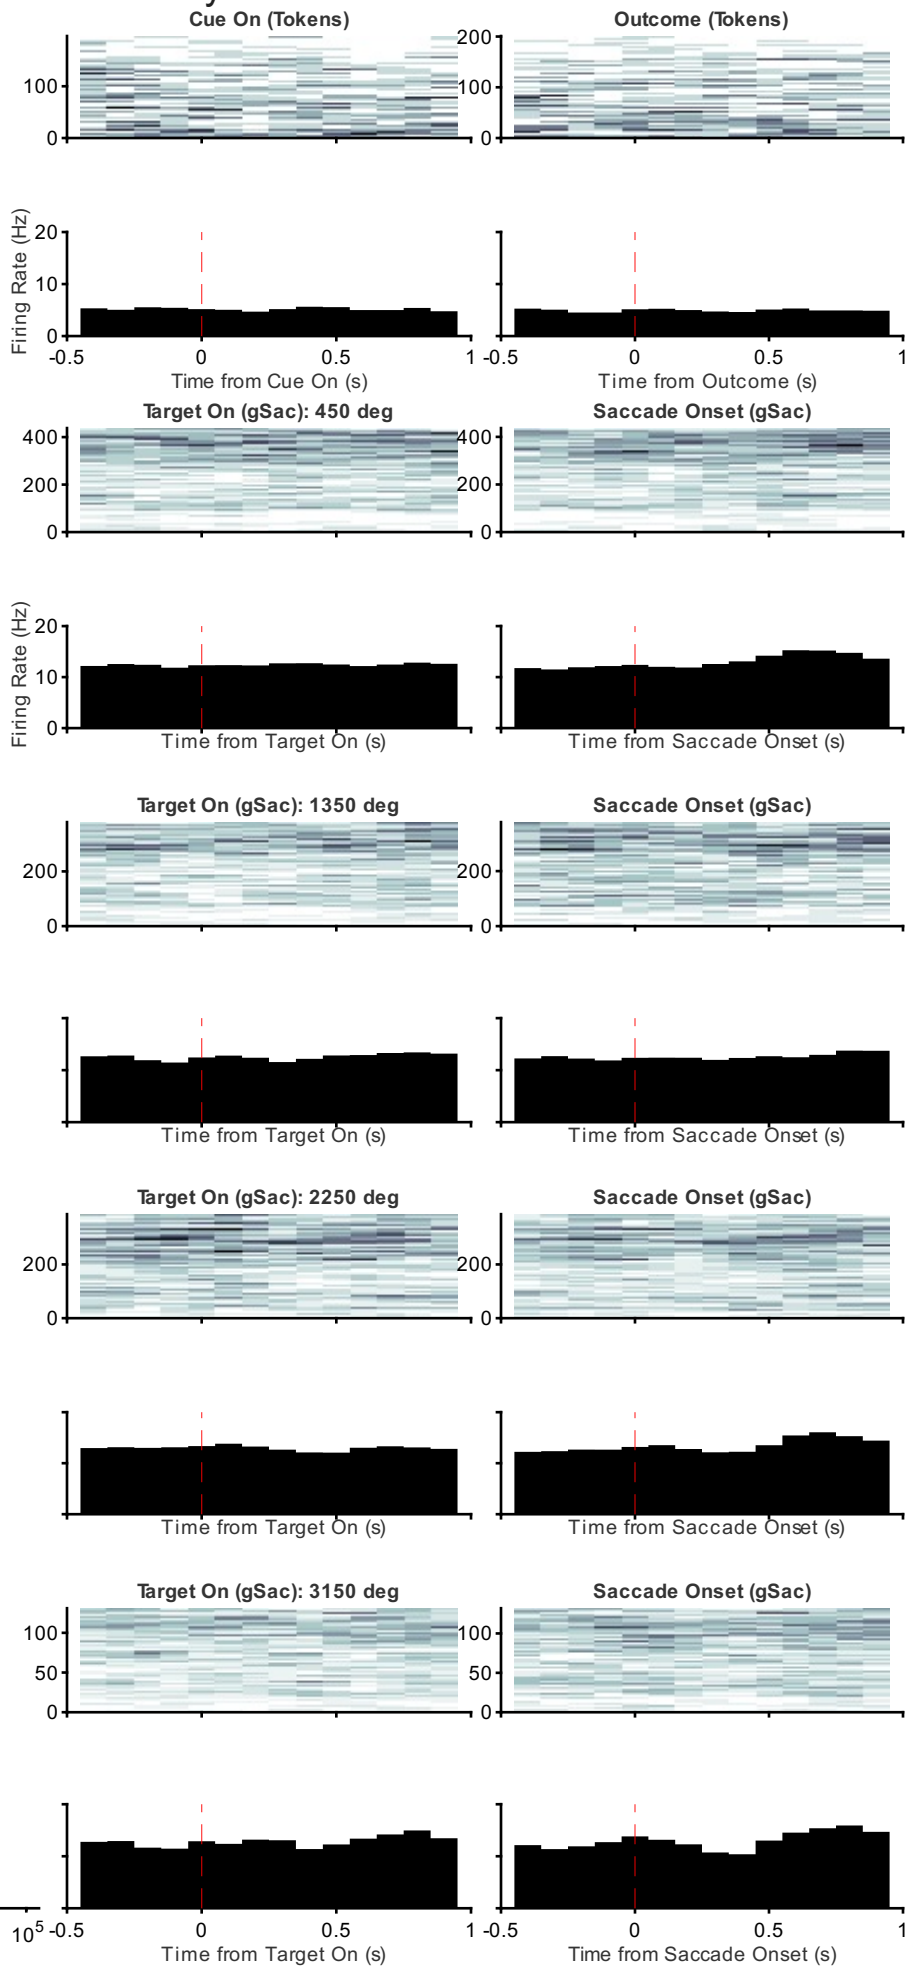 y
Cue On (Tokens)
Outcome (Tokens)
100
0
200
100
0
Firing Rate (Hz)
20
10
0
-0.5 0 0.5 1
-0.5 0 0.5 1
Time from Cue On (s)
Time from Outcome (s)
Target On (gSac): 450 deg
Saccade Onset (gSac)
400
200
0
400
200
0
Firing Rate (Hz)
20
10
0
Time from Target On (s)
Time from Saccade Onset (s)
Target On (gSac): 1350 deg
Saccade Onset (gSac)
200
0
200
0
Time from Target On (s)
Time from Saccade Onset (s)
Target On (gSac): 2250 deg
Saccade Onset (gSac)
200
0
200
0
Time from Target On (s)
Time from Saccade Onset (s)
Target On (gSac): 3150 deg
Saccade Onset (gSac)
100
50
0
100
50
0
10⁵
-0.5 0 0.5 1
-0.5 0 0.5 1
Time from Target On (s)
Time from Saccade Onset (s)